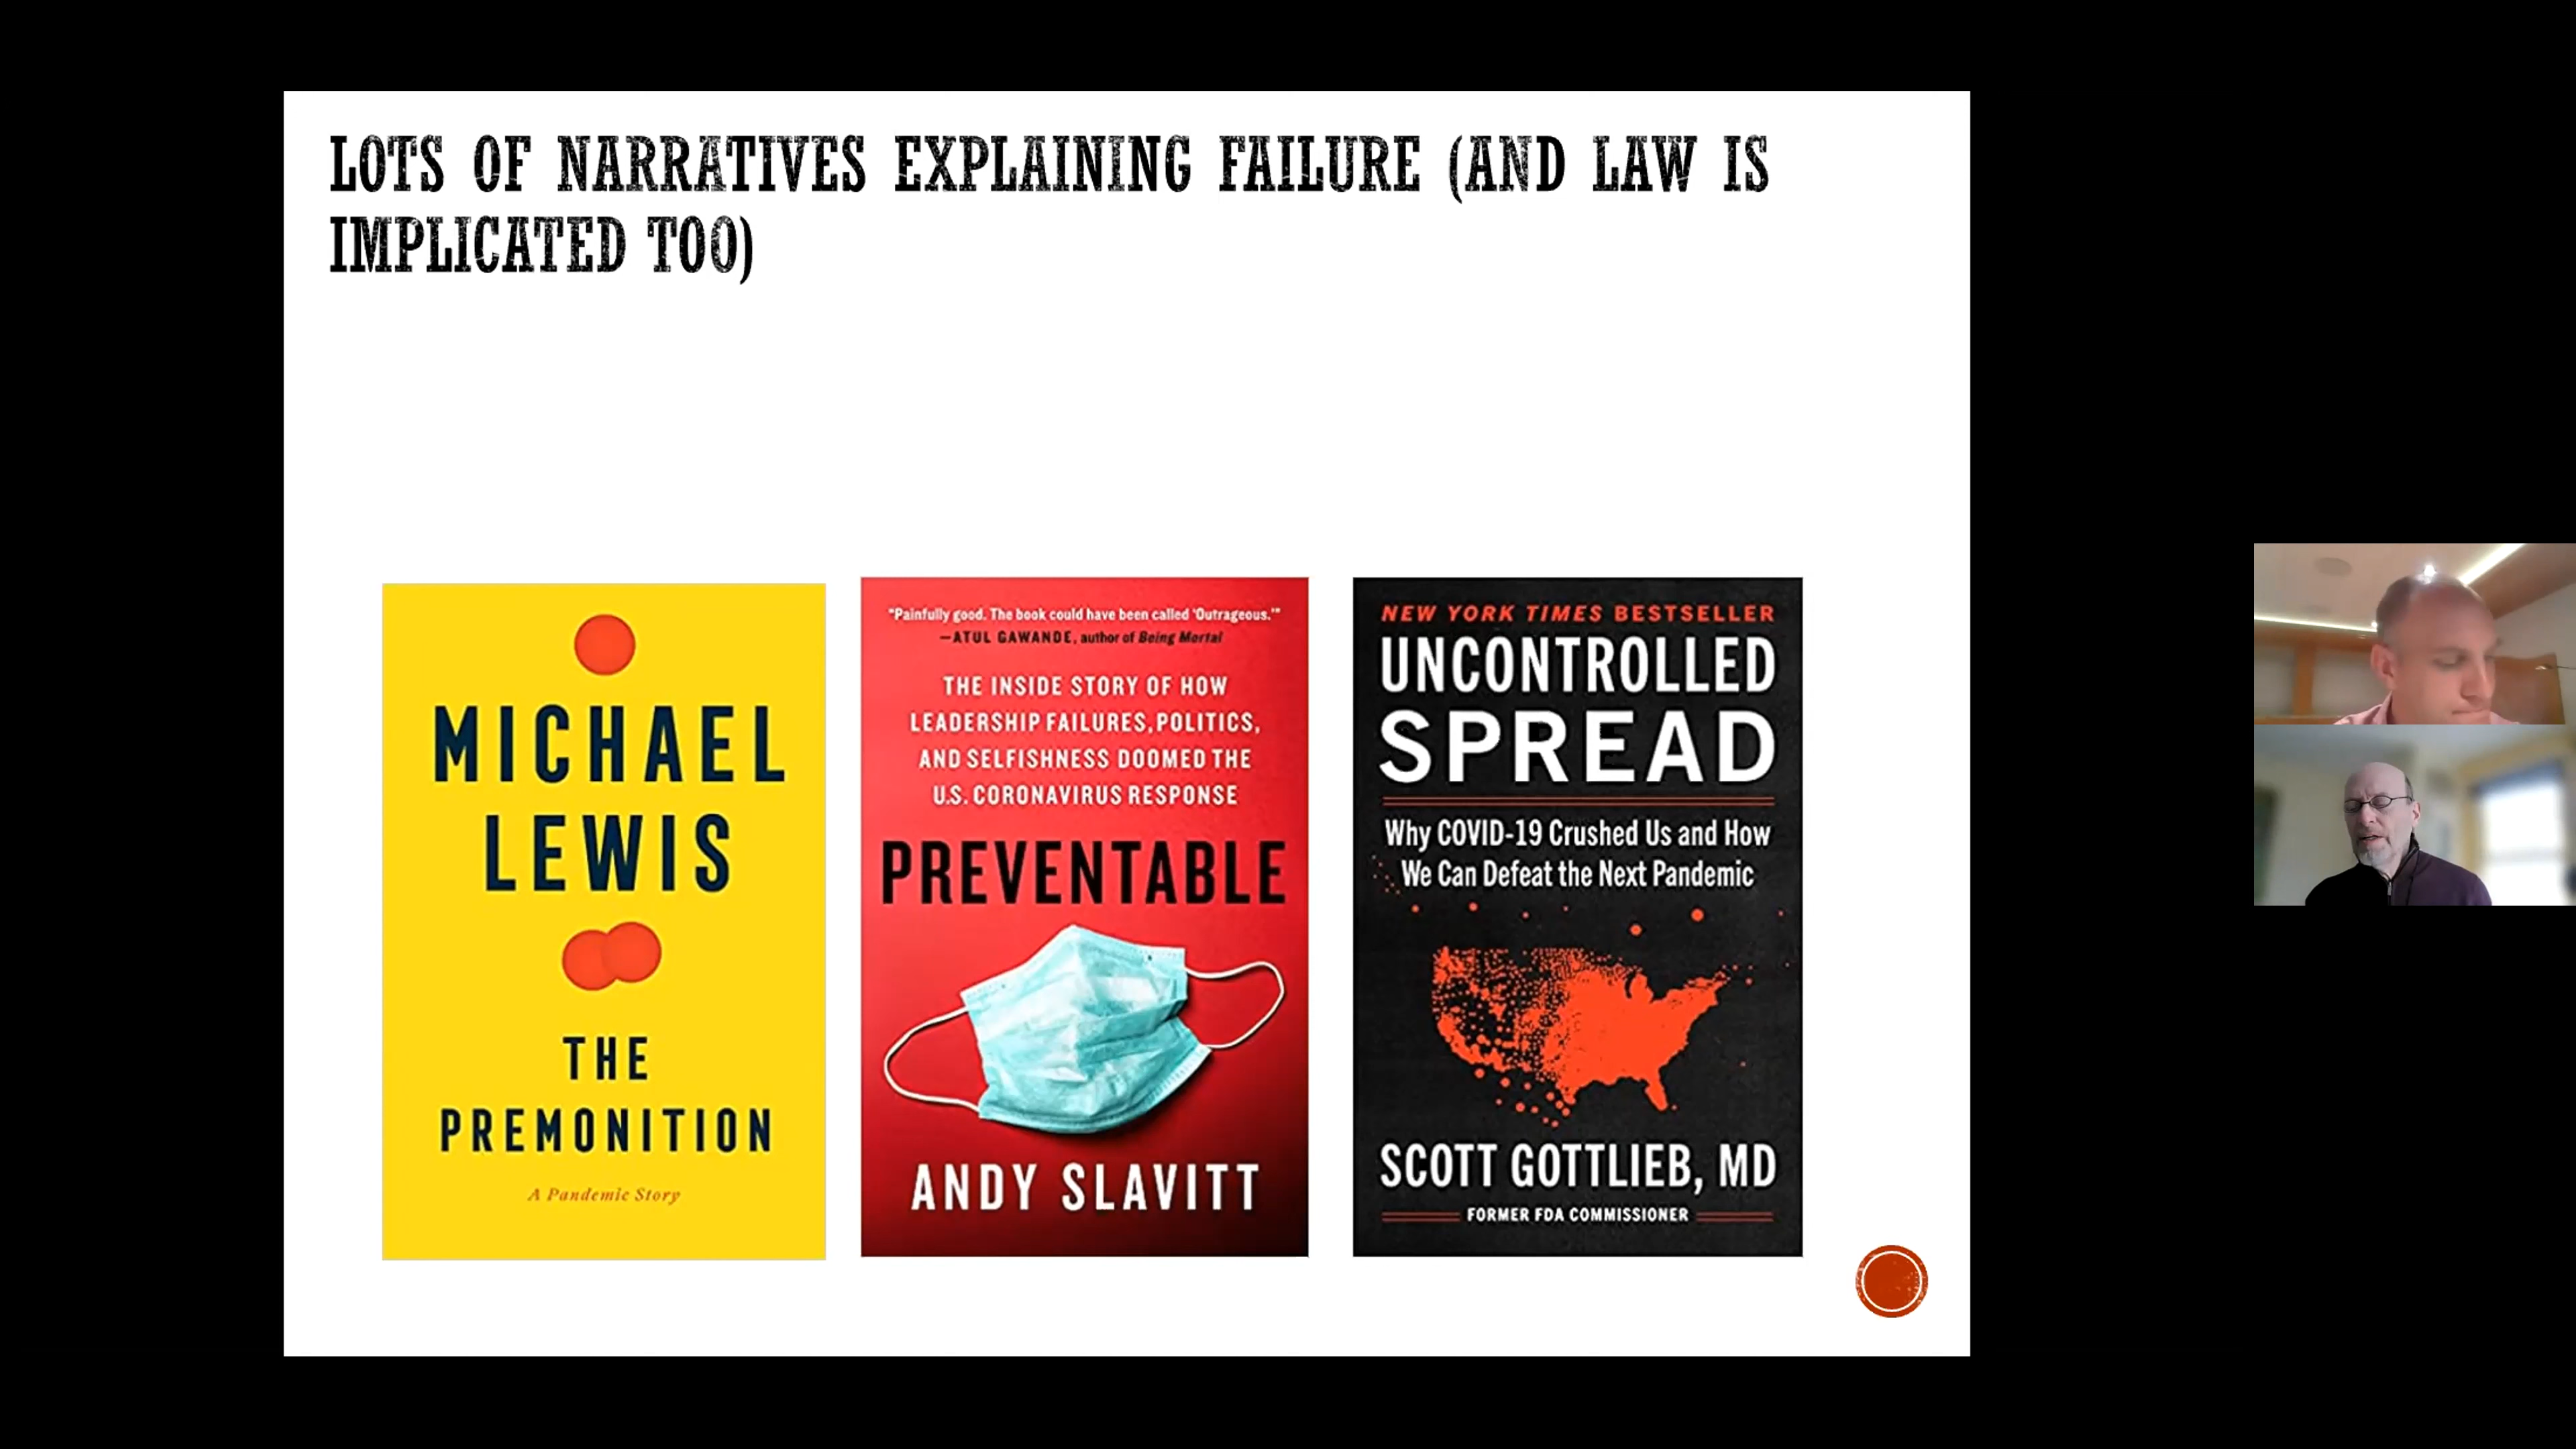 LOTS OF NARRATIVES EXPLAINING FAILURE (AND LAW IS
IMPLICATED TOO)
MICHAEL
LEWIS
THE
PREMONITION
A Pandemic Story
"Painfully good. The book could have been called 'Outrageous.'"
—ATUL GAWANDE, author of Being Mortal
THE INSIDE STORY OF HOW
LEADERSHIP FAILURES, POLITICS,
AND SELFISHNESS DOOMED THE
U.S. CORONAVIRUS RESPONSE
PREVENTABLE
ANDY SLAVITT
NEW YORK TIMES BESTSELLER
UNCONTROLLED
SPREAD
Why COVID-19 Crushed Us and How
We Can Defeat the Next Pandemic
SCOTT GOTTLIEB, MD
FORMER FDA COMMISSIONER